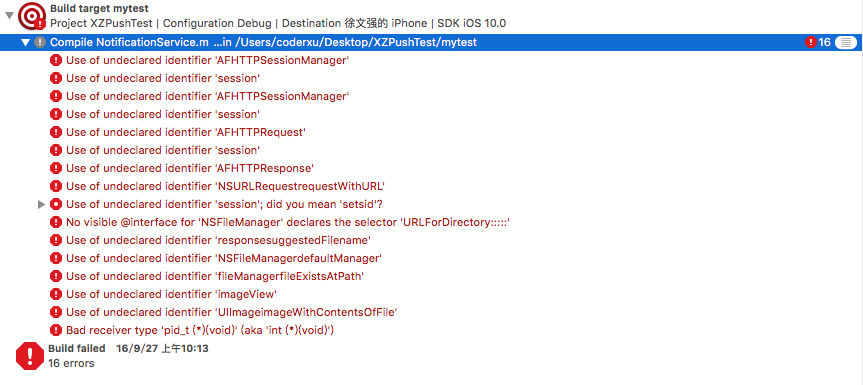 Build target mytest
Project XZPushTest | Configuration Debug | Destination 徐文强的 iPhone | SDK iOS 10.0
Compile NotificationService.m ...in /Users/coderxu/Desktop/XZPushTest/mytest 16
Use of undeclared identifier 'AFHTTPSessionManager'
Use of undeclared identifier 'session'
Use of undeclared identifier 'AFHTTPSessionManager'
Use of undeclared identifier 'session'
Use of undeclared identifier 'AFHTTPRequest'
Use of undeclared identifier 'session'
Use of undeclared identifier 'AFHTTPResponse'
Use of undeclared identifier 'NSURLRequestrequestWithURL'
Use of undeclared identifier 'session'; did you mean 'setsid'?
No visible @interface for 'NSFileManager' declares the selector 'URLForDirectory:::::'
Use of undeclared identifier 'responsesuggestedFilename'
Use of undeclared identifier 'NSFileManagerdefaultManager'
Use of undeclared identifier 'fileManagerfileExistsAtPath'
Use of undeclared identifier 'imageView'
Use of undeclared identifier 'UIImageimageWithContentsOfFile'
Bad receiver type 'pid_t (*)(void)' (aka 'int (*)(void)')
Build failed 16/9/27 上午10:13
16 errors